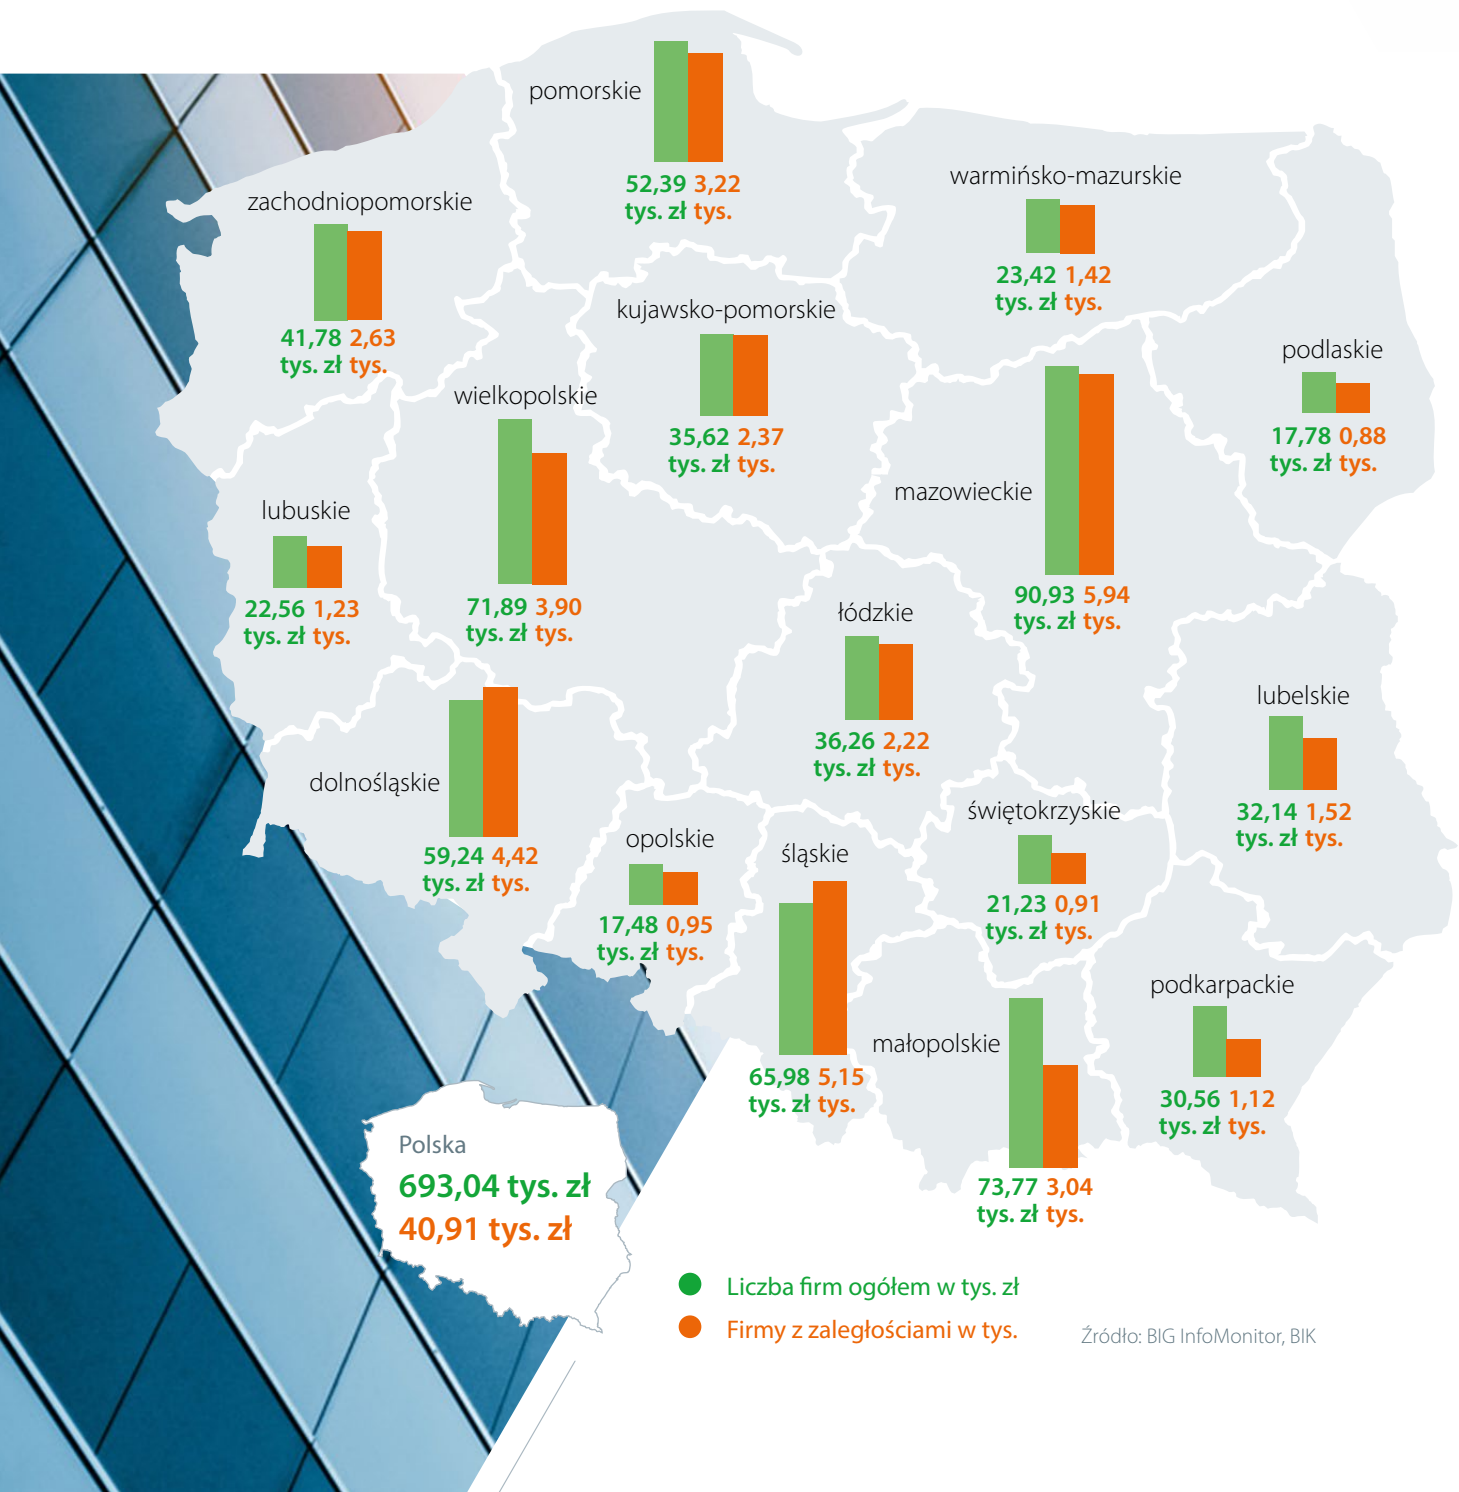 pomorskie
52,39 3,22
tys. zł tys.
warmińsko-mazurskie
23,42 1,42
tys. zł tys.
zachodniopomorskie
41,78 2,63
tys. zł tys.
kujawsko-pomorskie
35,62 2,37
tys. zł tys.
podlaskie
17,78 0,88
tys. zł tys.
wielkopolskie
71,89 3,90
tys. zł tys.
mazowieckie
90,93 5,94
tys. zł tys.
lubuskie
22,56 1,23
tys. zł tys.
łódzkie
36,26 2,22
tys. zł tys.
lubelskie
32,14 1,52
tys. zł tys.
dolnośląskie
59,24 4,42
tys. zł tys.
opolskie
17,48 0,95
tys. zł tys.
śląskie
65,98 5,15
tys. zł tys.
świętokrzyskie
21,23 0,91
tys. zł tys.
podkarpackie
30,56 1,12
tys. zł tys.
małopolskie
73,77 3,04
tys. zł tys.
Polska
693,04 tys. zł
40,91 tys. zł
Liczba firm ogółem w tys. zł
Firmy z zaległościami w tys.
Źródło: BIG InfoMonitor, BIK